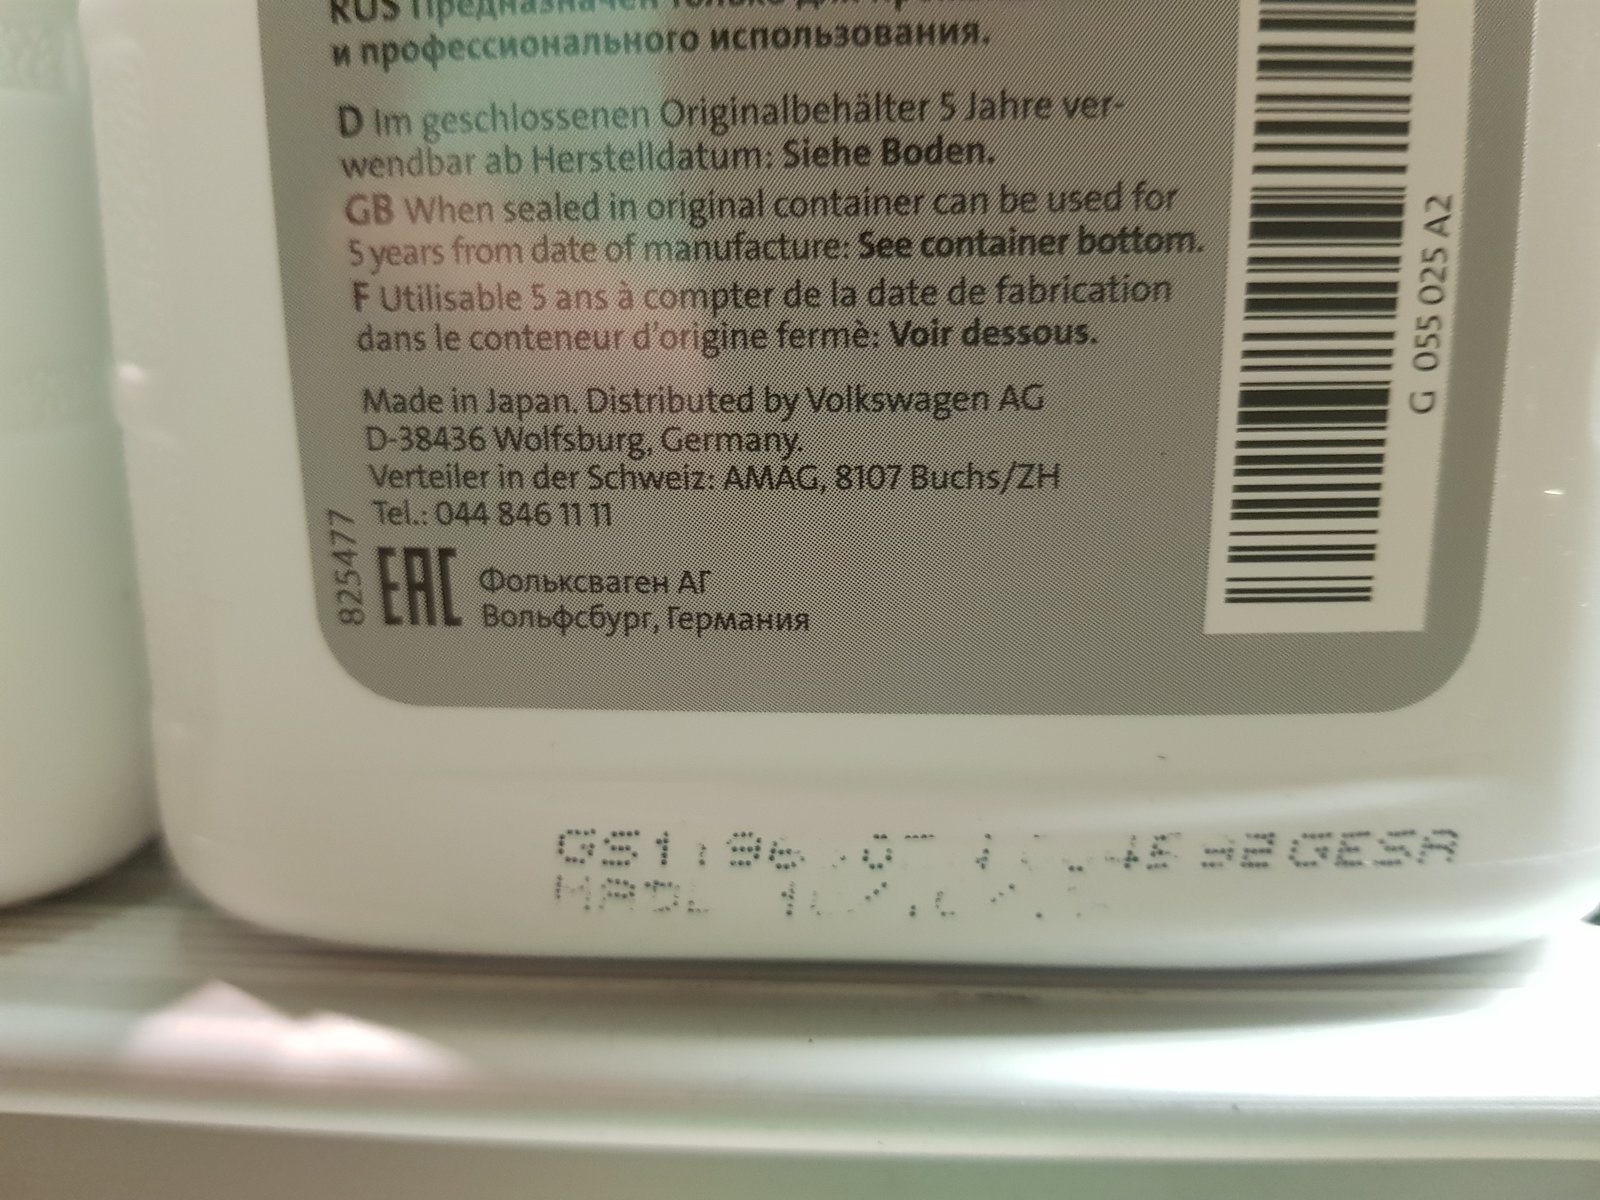 RUS Предназначен только для
и профессионального использования.
D Im geschlossenen Originalbehälter 5 Jahre ver-
wendbar ab Herstelldatum: Siehe Boden.
GB When sealed in original container can be used for
5 years from date of manufacture: See container bottom.
F Utilisable 5 ans à compter de la date de fabrication
dans le conteneur d'origine fermè: Voir dessous.
Made in Japan. Distributed by Volkswagen AG
D-38436 Wolfsburg, Germany.
Verteiler in der Schweiz: AMAG, 8107 Buchs/ZH
Tel.: 044 846 11 11
825477
EAC
Фольксваген АГ
Вольфсбург, Германия
G 055 025 A2